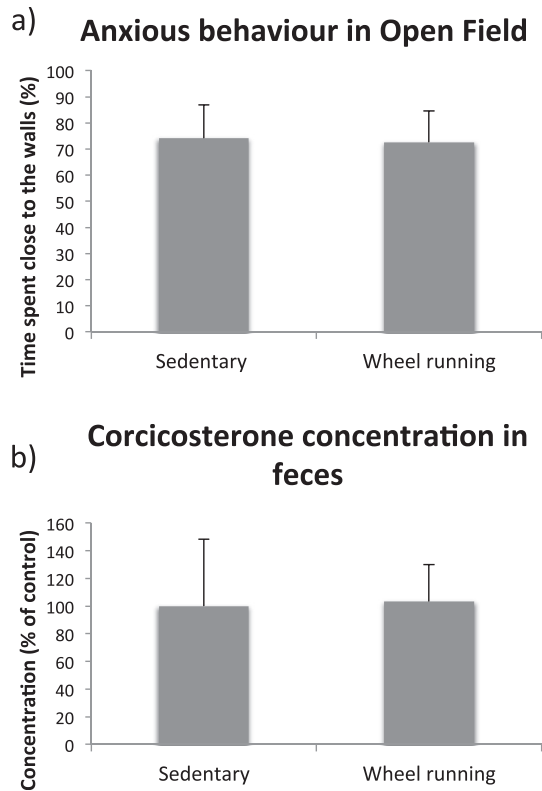 a)
Anxious behaviour in Open Field
Time spent close to the walls (%)
100
90
80
70
60
50
40
30
20
10
0
Sedentary
Wheel running
b)
Corcicosterone concentration in
feces
Concentration (% of control)
160
140
120
100
80
60
40
20
0
Sedentary
Wheel running